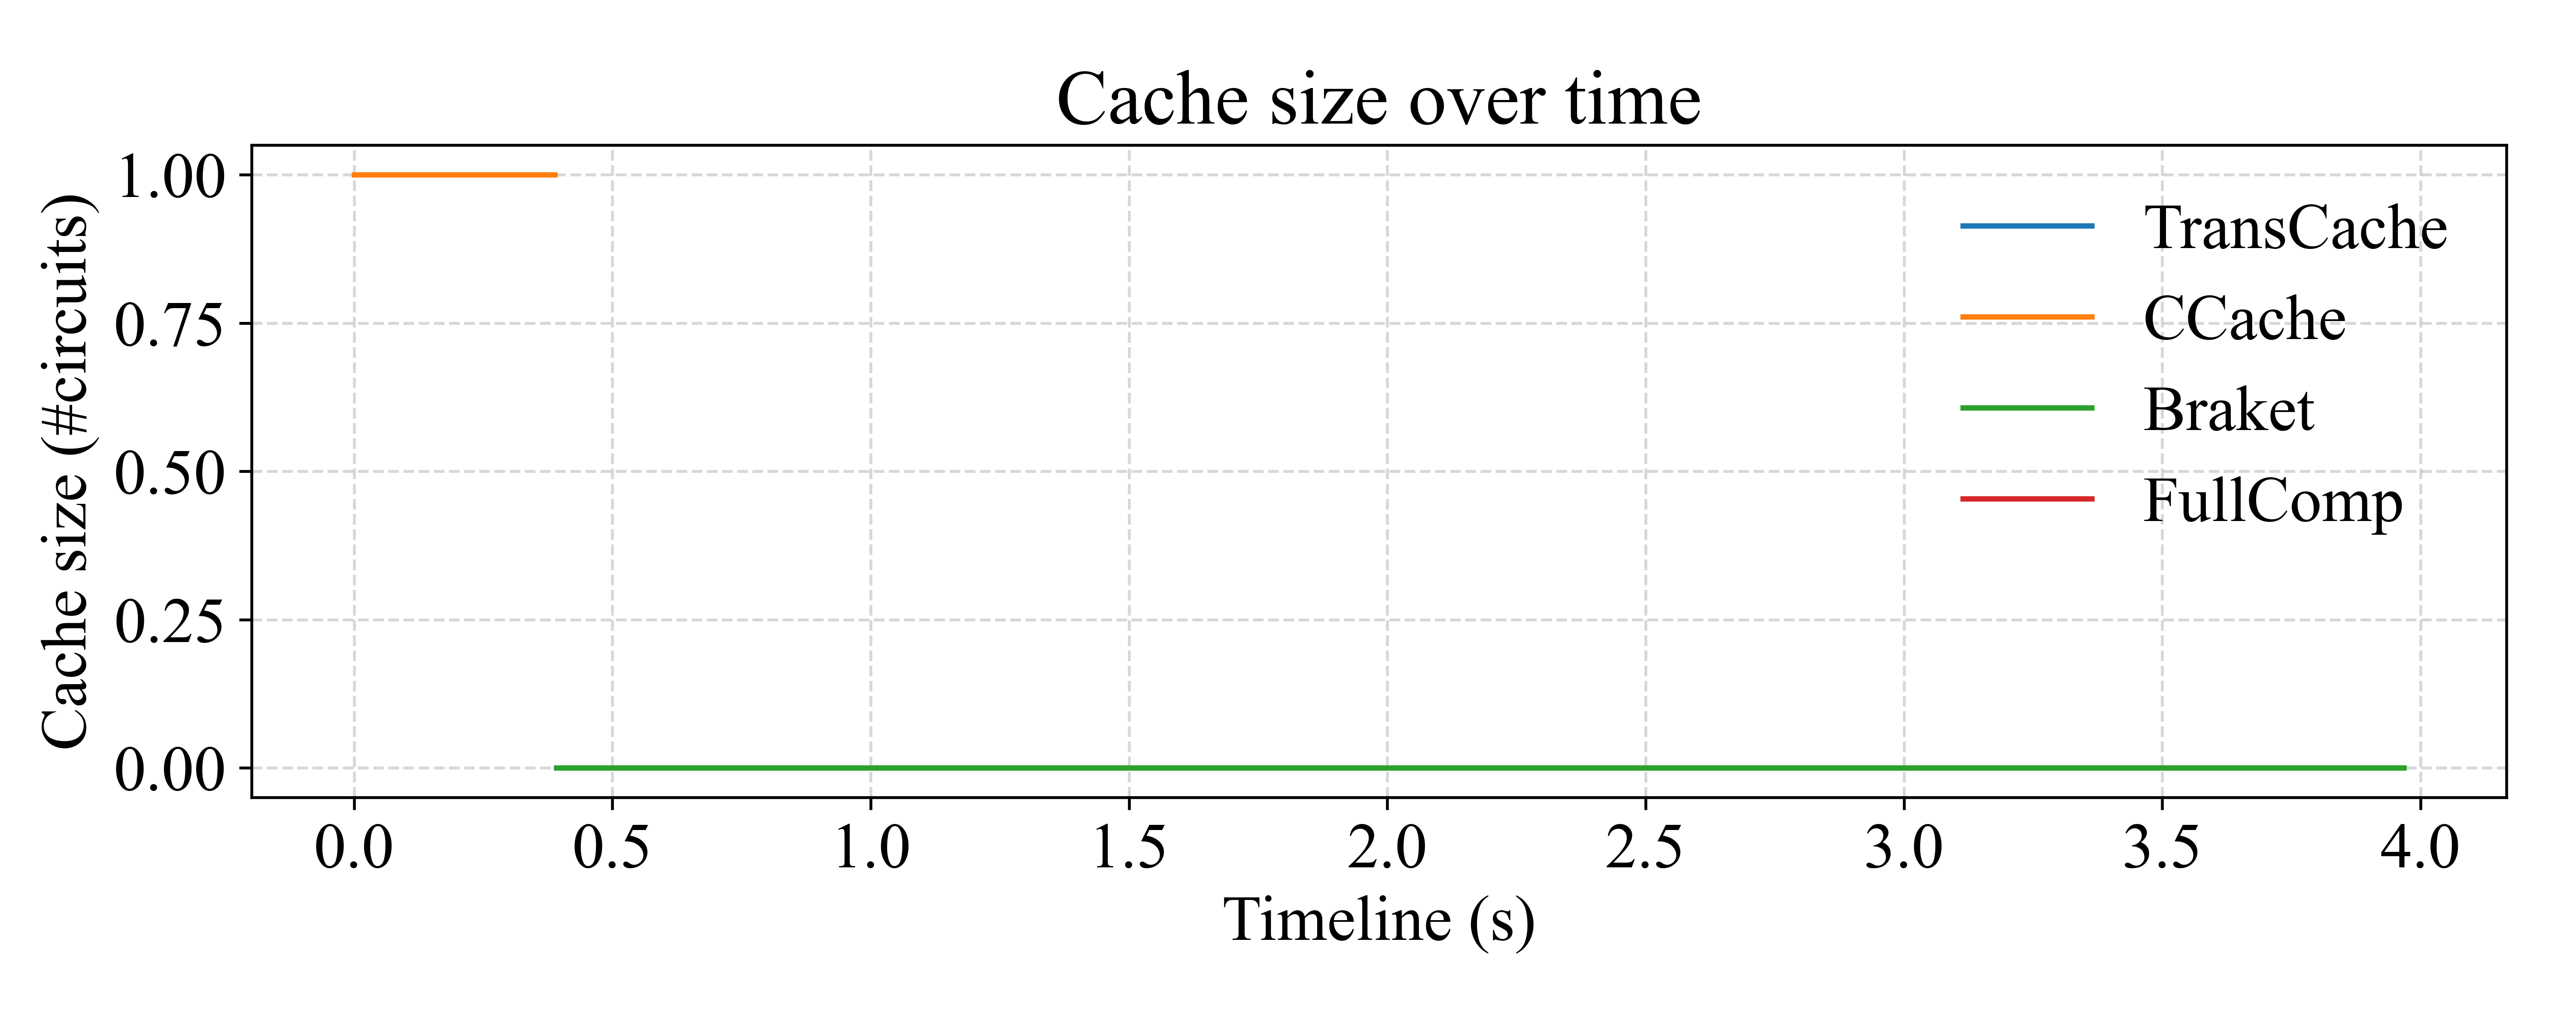 Cache size over time
Cache size (#circuits)
1.00
0.75
0.50
0.25
0.00
TransCache
CCache
Braket
FullComp
0.0 0.5 1.0 1.5 2.0 2.5 3.0 3.5 4.0
Timeline (s)